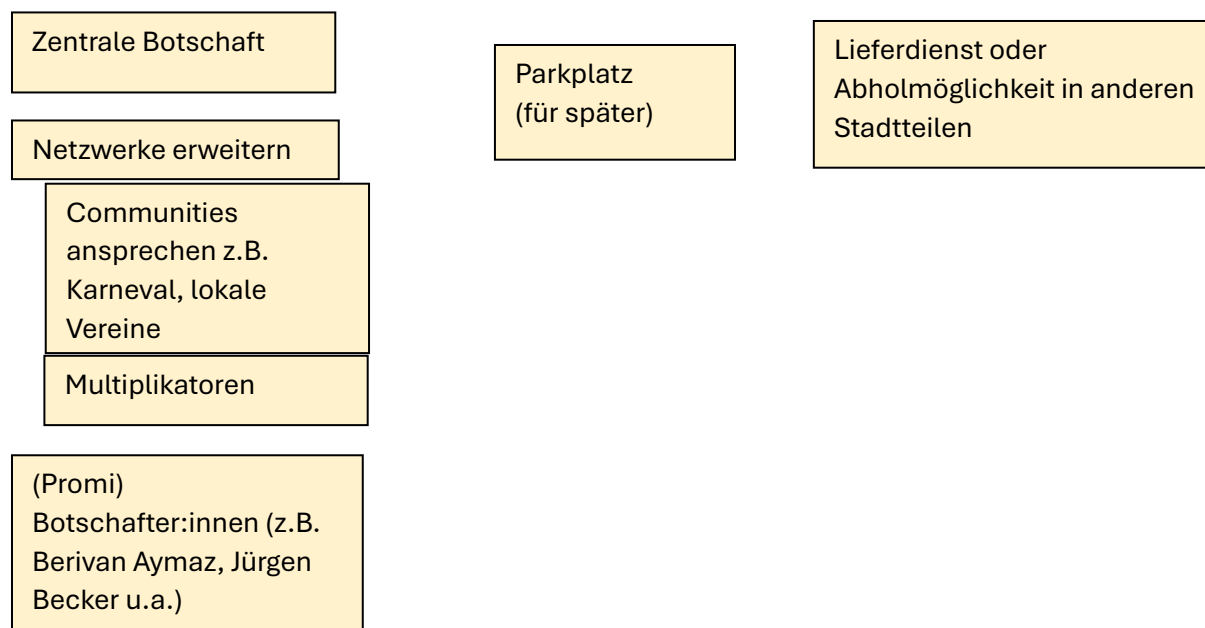 Zentrale Botschaft
Netzwerke erweitern
Communities
ansprechen z.B.
Karneval, lokale
Vereine
Multiplikatoren
(Promi)
Botschafter:innen (z.B.
Berivan Aymaz, Jürgen
Becker u.a.)
Parkplatz
(für später)
Lieferdienst oder
Abholmöglichkeit in anderen
Stadtteilen